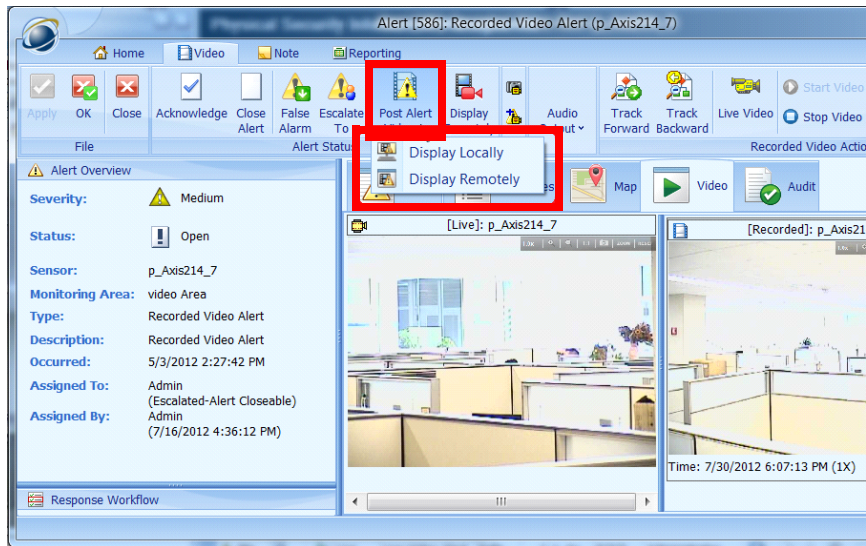 Alert [586]: Recorded Video Alert (p_Axis214_7)
Home Video Note Reporting
Apply OK Close Acknowledge Close Alert False Alarm Escalate To Post Alert Display Audio Track Forward Track Backward Live Video Start Video
Stop Video
File Alert Status Recorded Video Actio
Display Locally
Display Remotely
Map Video Audit
Alert Overview
Severity: Medium
Status: Open
Sensor: p_Axis214_7
Monitoring Area: video Area
Type: Recorded Video Alert
Description: Recorded Video Alert
Occurred: 5/3/2012 2:27:42 PM
Assigned To: Admin
(Escalated-Alert Closeable)
Assigned By: Admin
(7/16/2012 4:36:12 PM)
Response Workflow
[Live]: p_Axis214_7
[Recorded]: p_Axis21
Time: 7/30/2012 6:07:13 PM (1X)